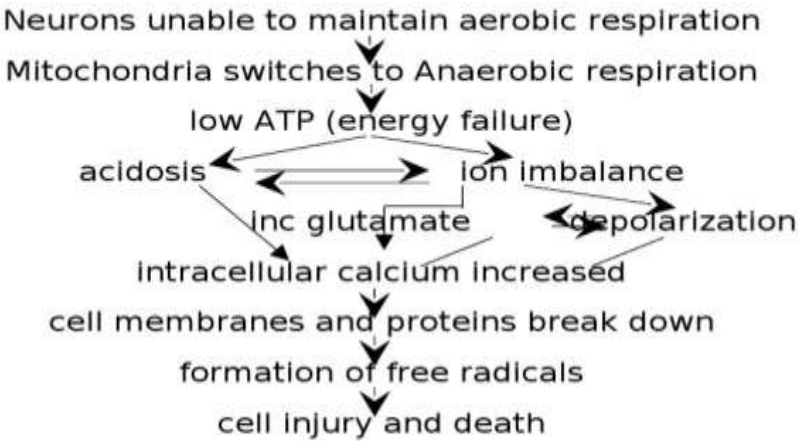 Neurons unable to maintain aerobic respiration
Mitochondria switches to Anaerobic respiration
low ATP (energy failure)
acidosis ion imbalance
inc glutamate depolarization
intracellular calcium increased
cell membranes and proteins break down
formation of free radicals
cell injury and death